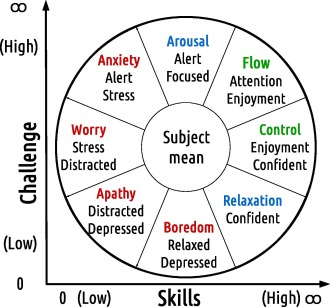 ∞
(High)
Challenge
(Low)
0
Anxiety
Alert
Stress
Arousal
Alert
Focused
Flow
Attention
Enjoyment
Worry
Stress
Distracted
Subject
mean
Control
Enjoyment
Confident
Apathy
Distracted
Depressed
Boredom
Relaxed
Depressed
Relaxation
Confident
0 (Low) Skills (High) ∞